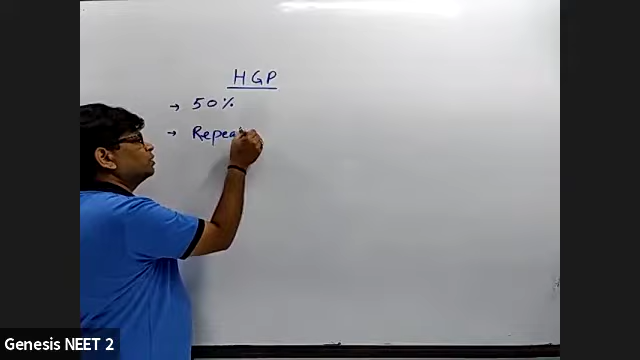 HGP
→ 50%
→ Repea
Genesis NEET 2